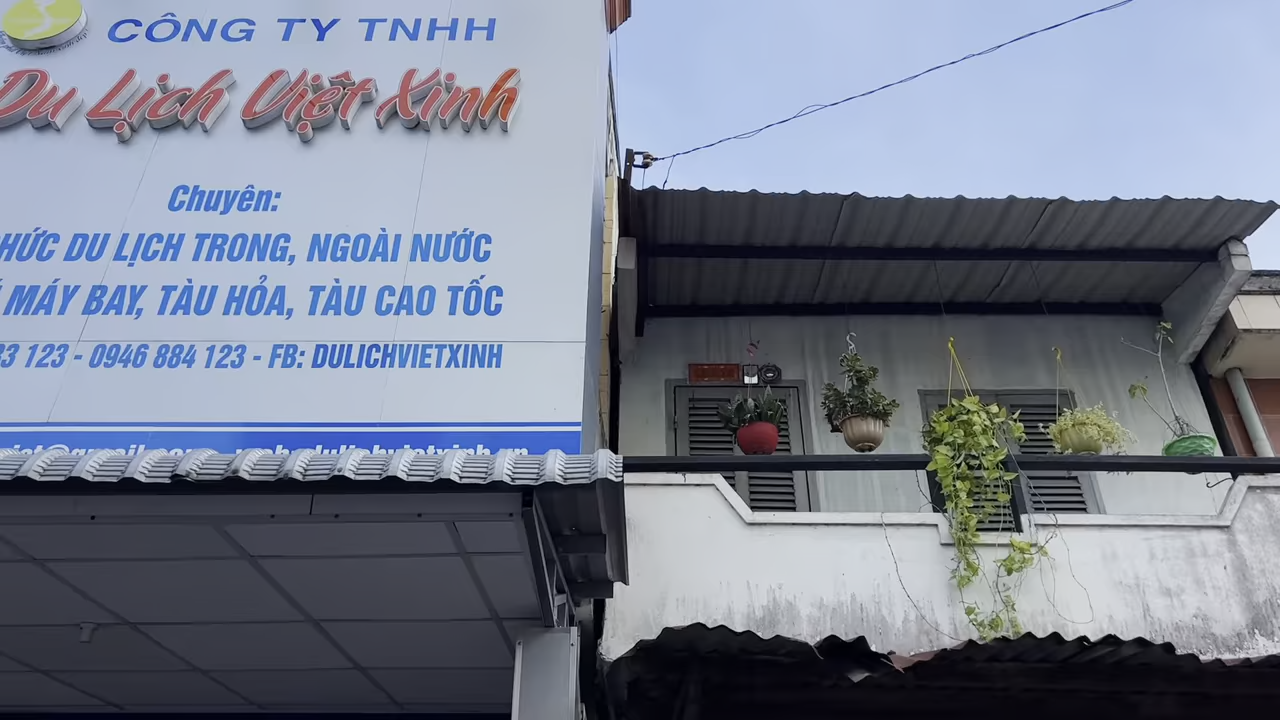 CÔNG TY TNHH
Du Lịch Việt Xinh
Chuyên:
HỨC DU LỊCH TRONG, NGOÀI NƯỚC
MÁY BAY, TÀU HỎA, TÀU CAO TỐC
33 123 - 0946 884 123 - FB: DULICHVIETXINH